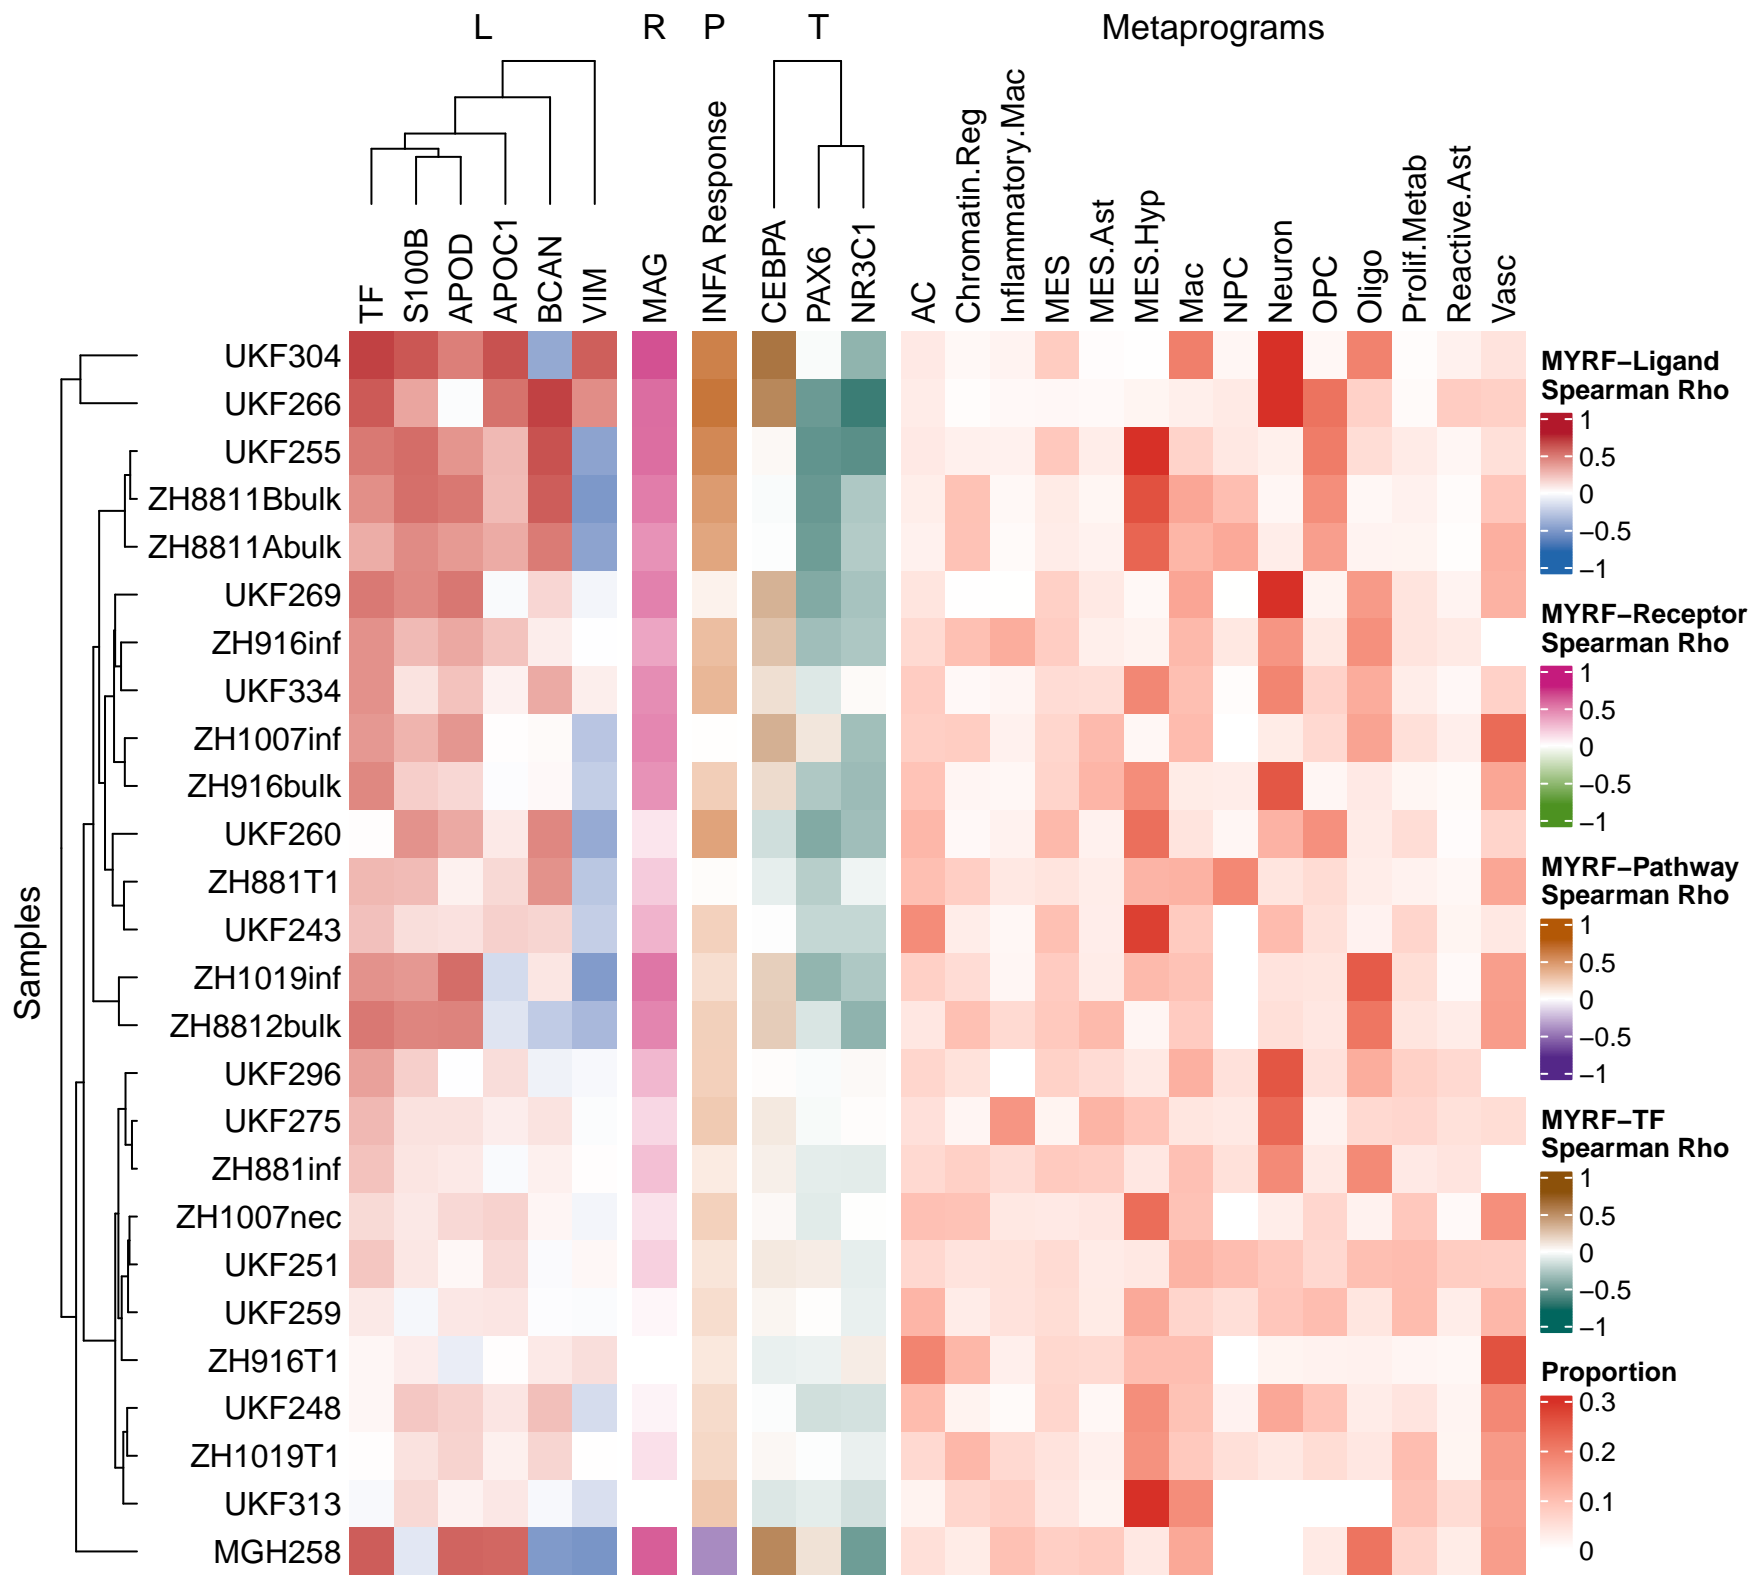 L R P T Metaprograms
TF
S100B
APOD
APOC1
BCAN
VIM
MAG
INFA Response
CEBPA
PAX6
NR3C1
AC
Chromatin.Reg
Inflammatory.Mac
MES
MES.Ast
MES.Hyp
Mac
NPC
Neuron
OPC
Oligo
Prolif.Metab
Reactive.Ast
Vasc
Samples
UKF304
UKF266
UKF255
ZH8811Bbulk
ZH8811Abulk
UKF269
ZH916inf
UKF334
ZH1007inf
ZH916bulk
UKF260
ZH881T1
UKF243
ZH1019inf
ZH8812bulk
UKF296
UKF275
ZH881inf
ZH1007nec
UKF251
UKF259
ZH916T1
UKF248
ZH1019T1
UKF313
MGH258
MYRF−Ligand
Spearman Rho
1
0.5
0
−0.5
−1
MYRF−Receptor
Spearman Rho
1
0.5
0
−0.5
−1
MYRF−Pathway
Spearman Rho
1
0.5
0
−0.5
−1
MYRF−TF
Spearman Rho
1
0.5
0
−0.5
−1
Proportion
0.3
0.2
0.1
0